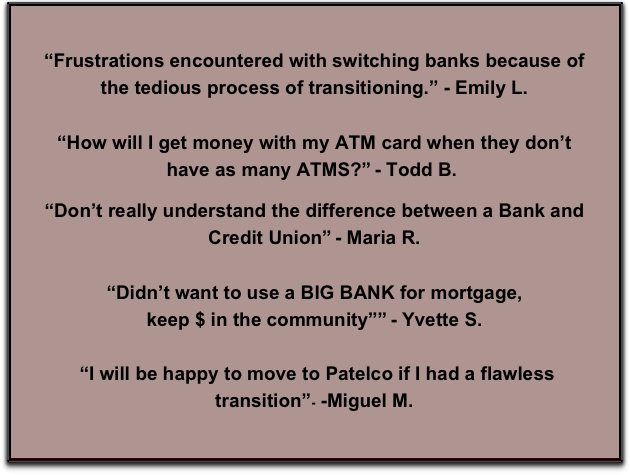 “Frustrations encountered with switching banks because of
the tedious process of transitioning.” - Emily L.
“How will I get money with my ATM card when they don’t
have as many ATMS?” - Todd B.
“Don’t really understand the difference between a Bank and
Credit Union” - Maria R.
“Didn’t want to use a BIG BANK for mortgage,
keep $ in the community”” - Yvette S.
“I will be happy to move to Patelco if I had a flawless
transition”- -Miguel M.